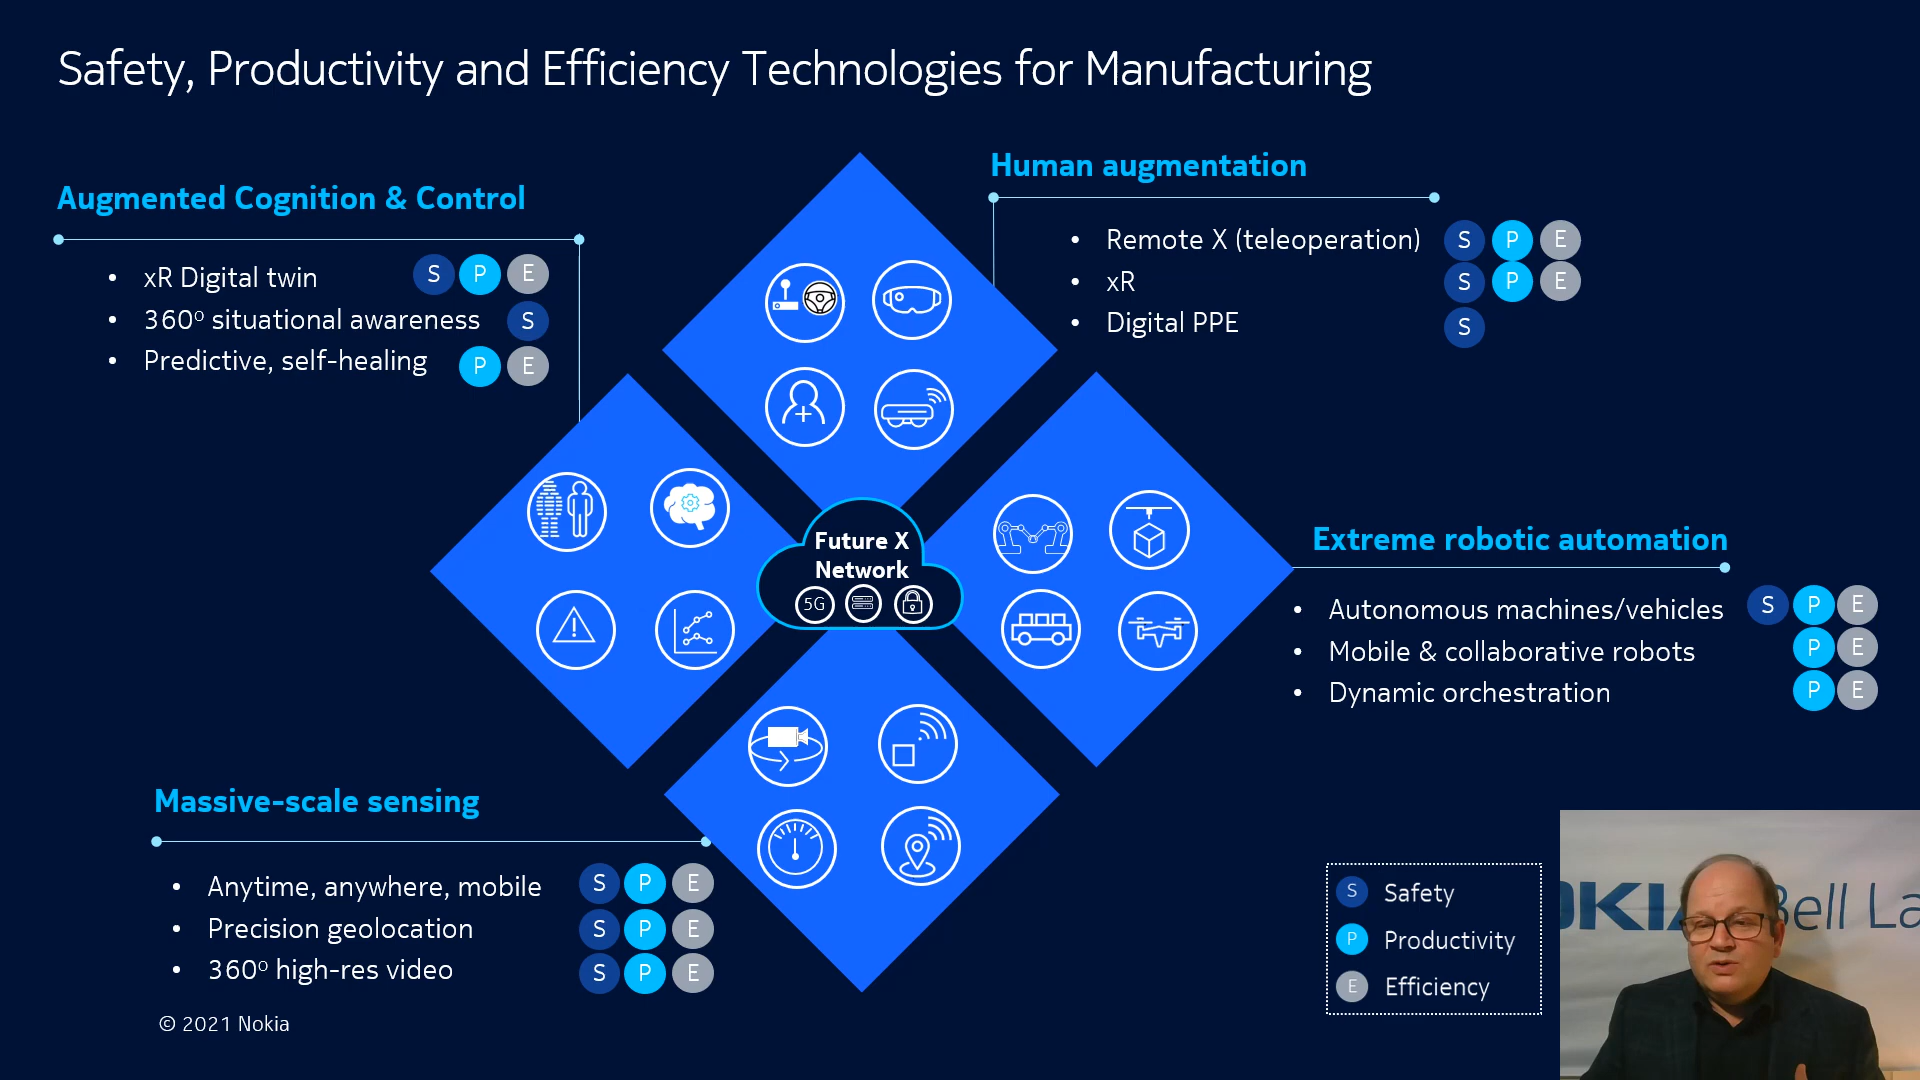 Safety, Productivity and Efficiency Technologies for Manufacturing
Augmented Cognition & Control
• xR Digital twin S P E
• 360º situational awareness S
• Predictive, self-healing P E
Human augmentation
• Remote X (teleoperation) S P E
• xR S P E
• Digital PPE S
Future X
Network
5G
Extreme robotic automation
• Autonomous machines/vehicles S P E
• Mobile & collaborative robots P E
• Dynamic orchestration P E
Massive-scale sensing
• Anytime, anywhere, mobile S P E
• Precision geolocation S P E
• 360º high-res video S P E
S Safety
P Productivity
E Efficiency
© 2021 Nokia
OKIA Bell La